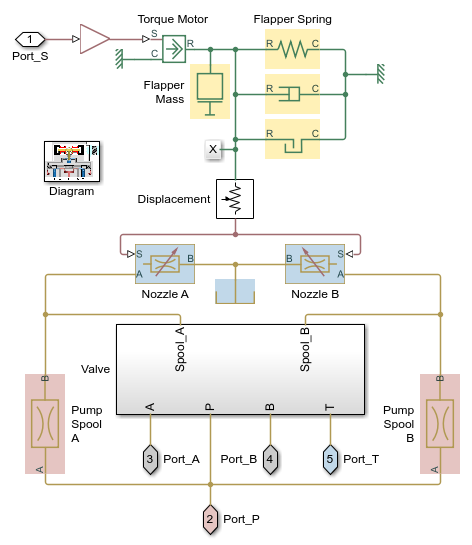 Torque Motor
Flapper Spring
1
Port_S
S
C
R
R
C
Flapper
Mass
R
C
R
C
X
Diagram
Displacement
S
A
B
Nozzle A
B
S
A
Nozzle B
Valve
Spool_A
Spool_B
A
P
B
T
B
A
Pump
Spool
A
Pump
Spool
B
B
A
3
Port_A
Port_B
4
5
Port_T
2
Port_P